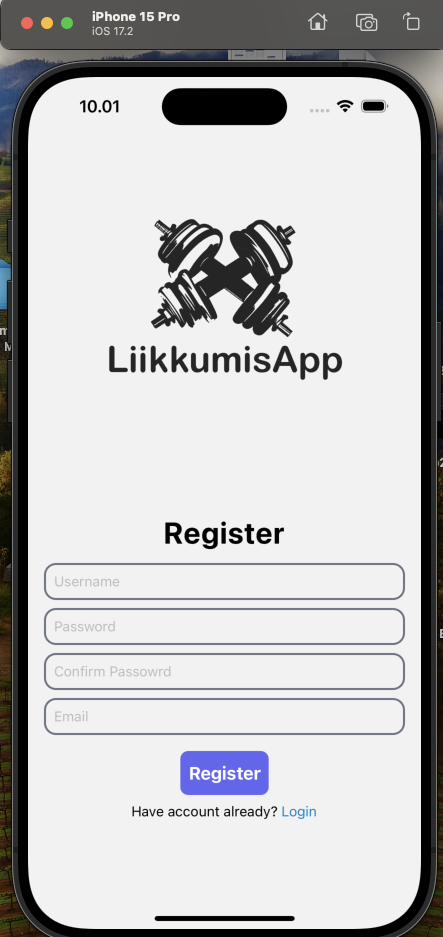 iPhone 15 Pro
iOS 17.2
10.01
LiikkumisApp
Register
Username
Password
Confirm Passowrd
Email
Register
Have account already? Login